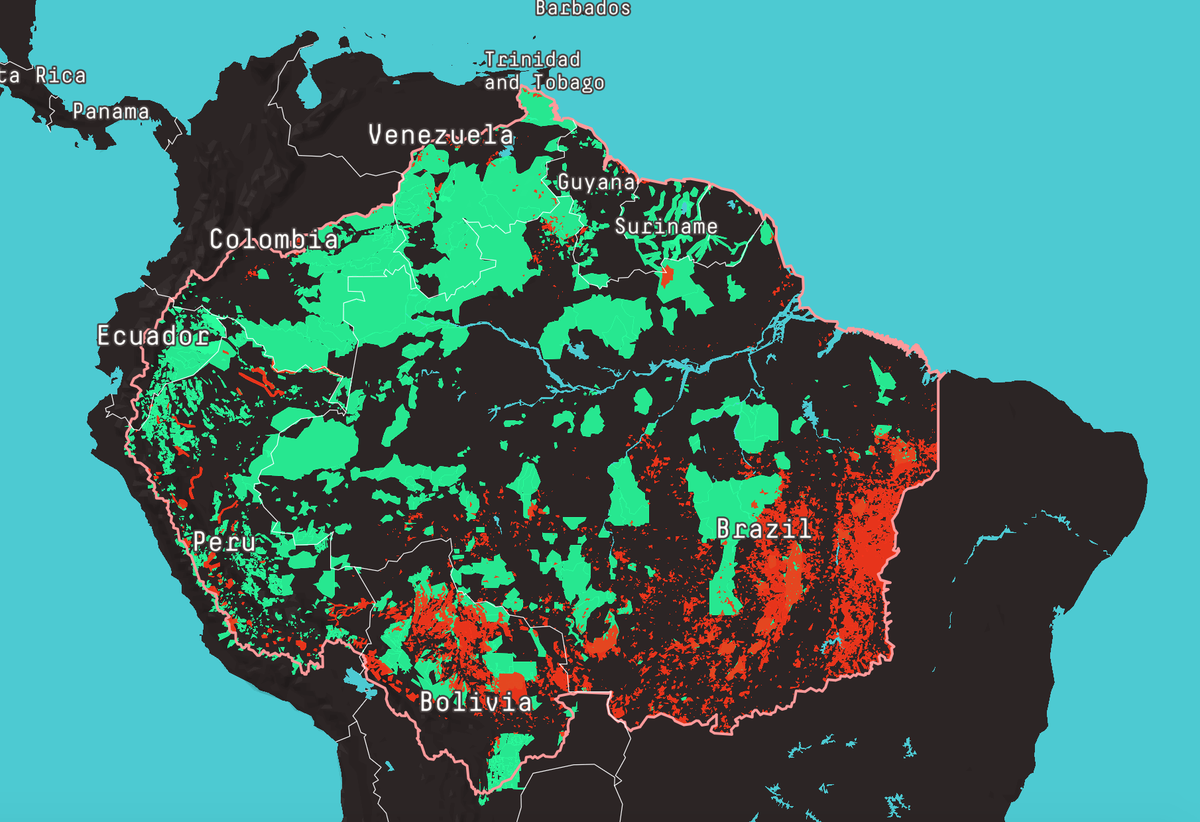 Barbados
Trinidad
and Tobago
ta Rica
Panama
Venezuela
Guyana
Suriname
Colombia
Ecuador
Brazil
Peru
Bolivia